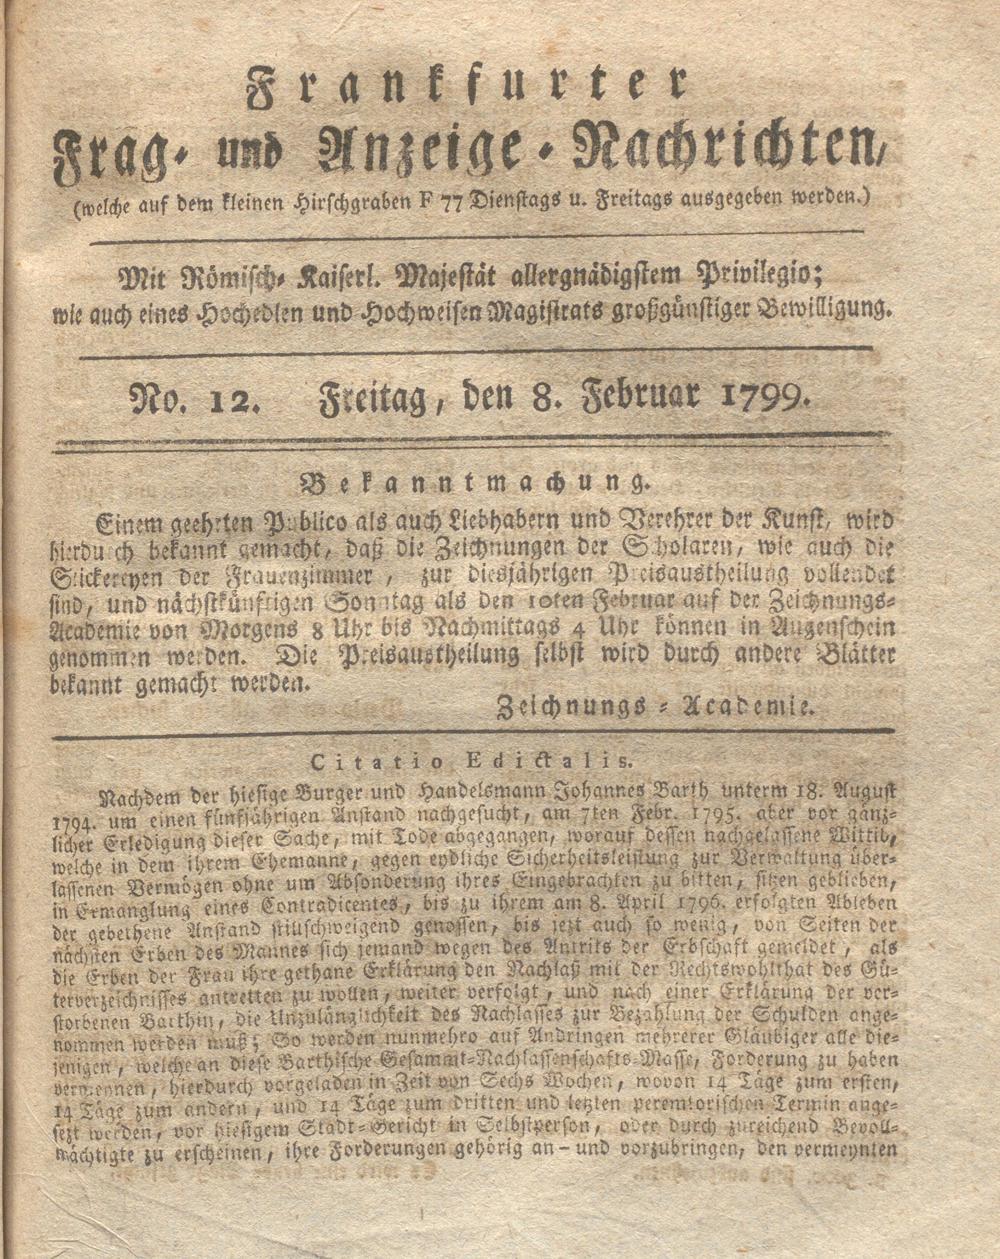 Frankfurter
Frag- und Anzeige-Nachrichten,
(welche auf dem kleinen Hirschgraben F 77 Dienstags u. Freitags ausgegeben werden.)
Mit Römisch- Kaiserl. Majestät allergnädigstem Privilegio;
wie auch eines Hochedlen und Hochweisen Magistrats großgünstiger Bewilligung.
No. 12. Freitag, den 8. Februar 1799.
Bekanntmachung.
Einem geehrten Publico als auch Liebhabern und Verehrer der Kunst, wird
hierdurch bekannt gemacht, daß die Zeichnungen der Scholaren, wie auch die
Stickereyen der Frauenzimmer, zur diesjährigen Preisaustheilung vollendet
sind, und nächstkünftigen Sonntag als den 10ten Februar auf der Zeichnungs-
Academie von Morgens 8 Uhr bis Nachmittags 4 Uhr können in Augenschein
genommen werden. Die Preisaustheilung selbst wird durch andere Blätter
bekannt gemacht werden.
Zeichnungs-Academie.
Citatio Edictalis.
Nachdem der hiesige Burger und Handelsmann Johannes Barth unterm 18. August
1794. um einen fünfjährigen Anstand nachgesucht, am 7ten Febr. 1795. aber vor gänz-
licher Erledigung dieser Sache, mit Tode abgegangen, worauf dessen nachgelassene Wittib,
welche in dem ihrem Ehemanne, gegen eydliche Sicherheitsleistung zur Verwaltung über-
lassenen Vermögen ohne um Absonderung ihres Eingebrachten zu bitten, sitzen geblieben,
in Ermanglung eines Contradicentes, bis zu ihrem am 8. April 1796. erfolgten Ableben
der gebethene Anstand stillschweigend genossen, bis jezt auch so wenig, von Seiten der
nächsten Erben des Mannes sich jemand wegen des Antrits der Erbschaft gemeldet, als
die Erben der Frau ihre gethane Erklärung den Nachlaß mit der Rechtswohlthat des Gü-
terverzeichnisses antretten zu wollen, weiter verfolgt, und nach einer Erklärung der ver-
storbenen Barthin, die Unzulänglichkeit des Nachlasses zur Bezahlung der Schulden ange-
nommen werden muß; So werden nunmehro auf Andringen mehrerer Gläubiger alle die-
jenigen, welche an diese Barthische Gesammt-Nachlassenschafts-Masse, Forderung zu haben
vermeynen, hierdurch vorgeladen in Zeit von Sechs Wochen, wovon 14 Täge zum ersten,
14 Täge zum andern, und 14 Täge zum dritten und letzten peremtorischen Termin ange-
sezt werden, vor hiesigem Stadt-Gericht in Selbstperson, oder durch zureichend Bevoll-
mächtigte zu erscheinen, ihre Forderungen gehörig an- und vorzubringen, den vermeynten